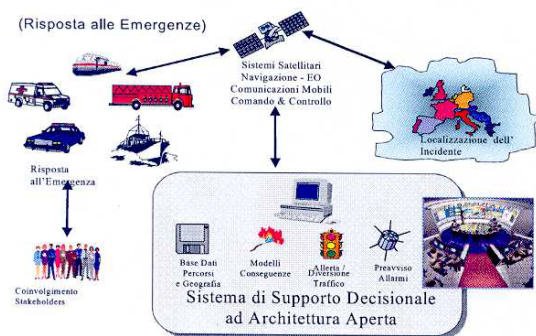 (Risposta alle Emergenze)
Sistemi Satellitari
Navigazione - EO
Comunicazioni Mobili
Comando & Controllo
Localizzazione dell'
Incidente
Risposta
all'Emergenza
Coinvolgimento
Stakeholders
Base Dati
Percorsi
e Geografia
Modelli
Conseguenze
Allerta /
Diversione
Traffico
Preavviso
Allarmi
Sistema di Supporto Decisionale
ad Architettura Aperta